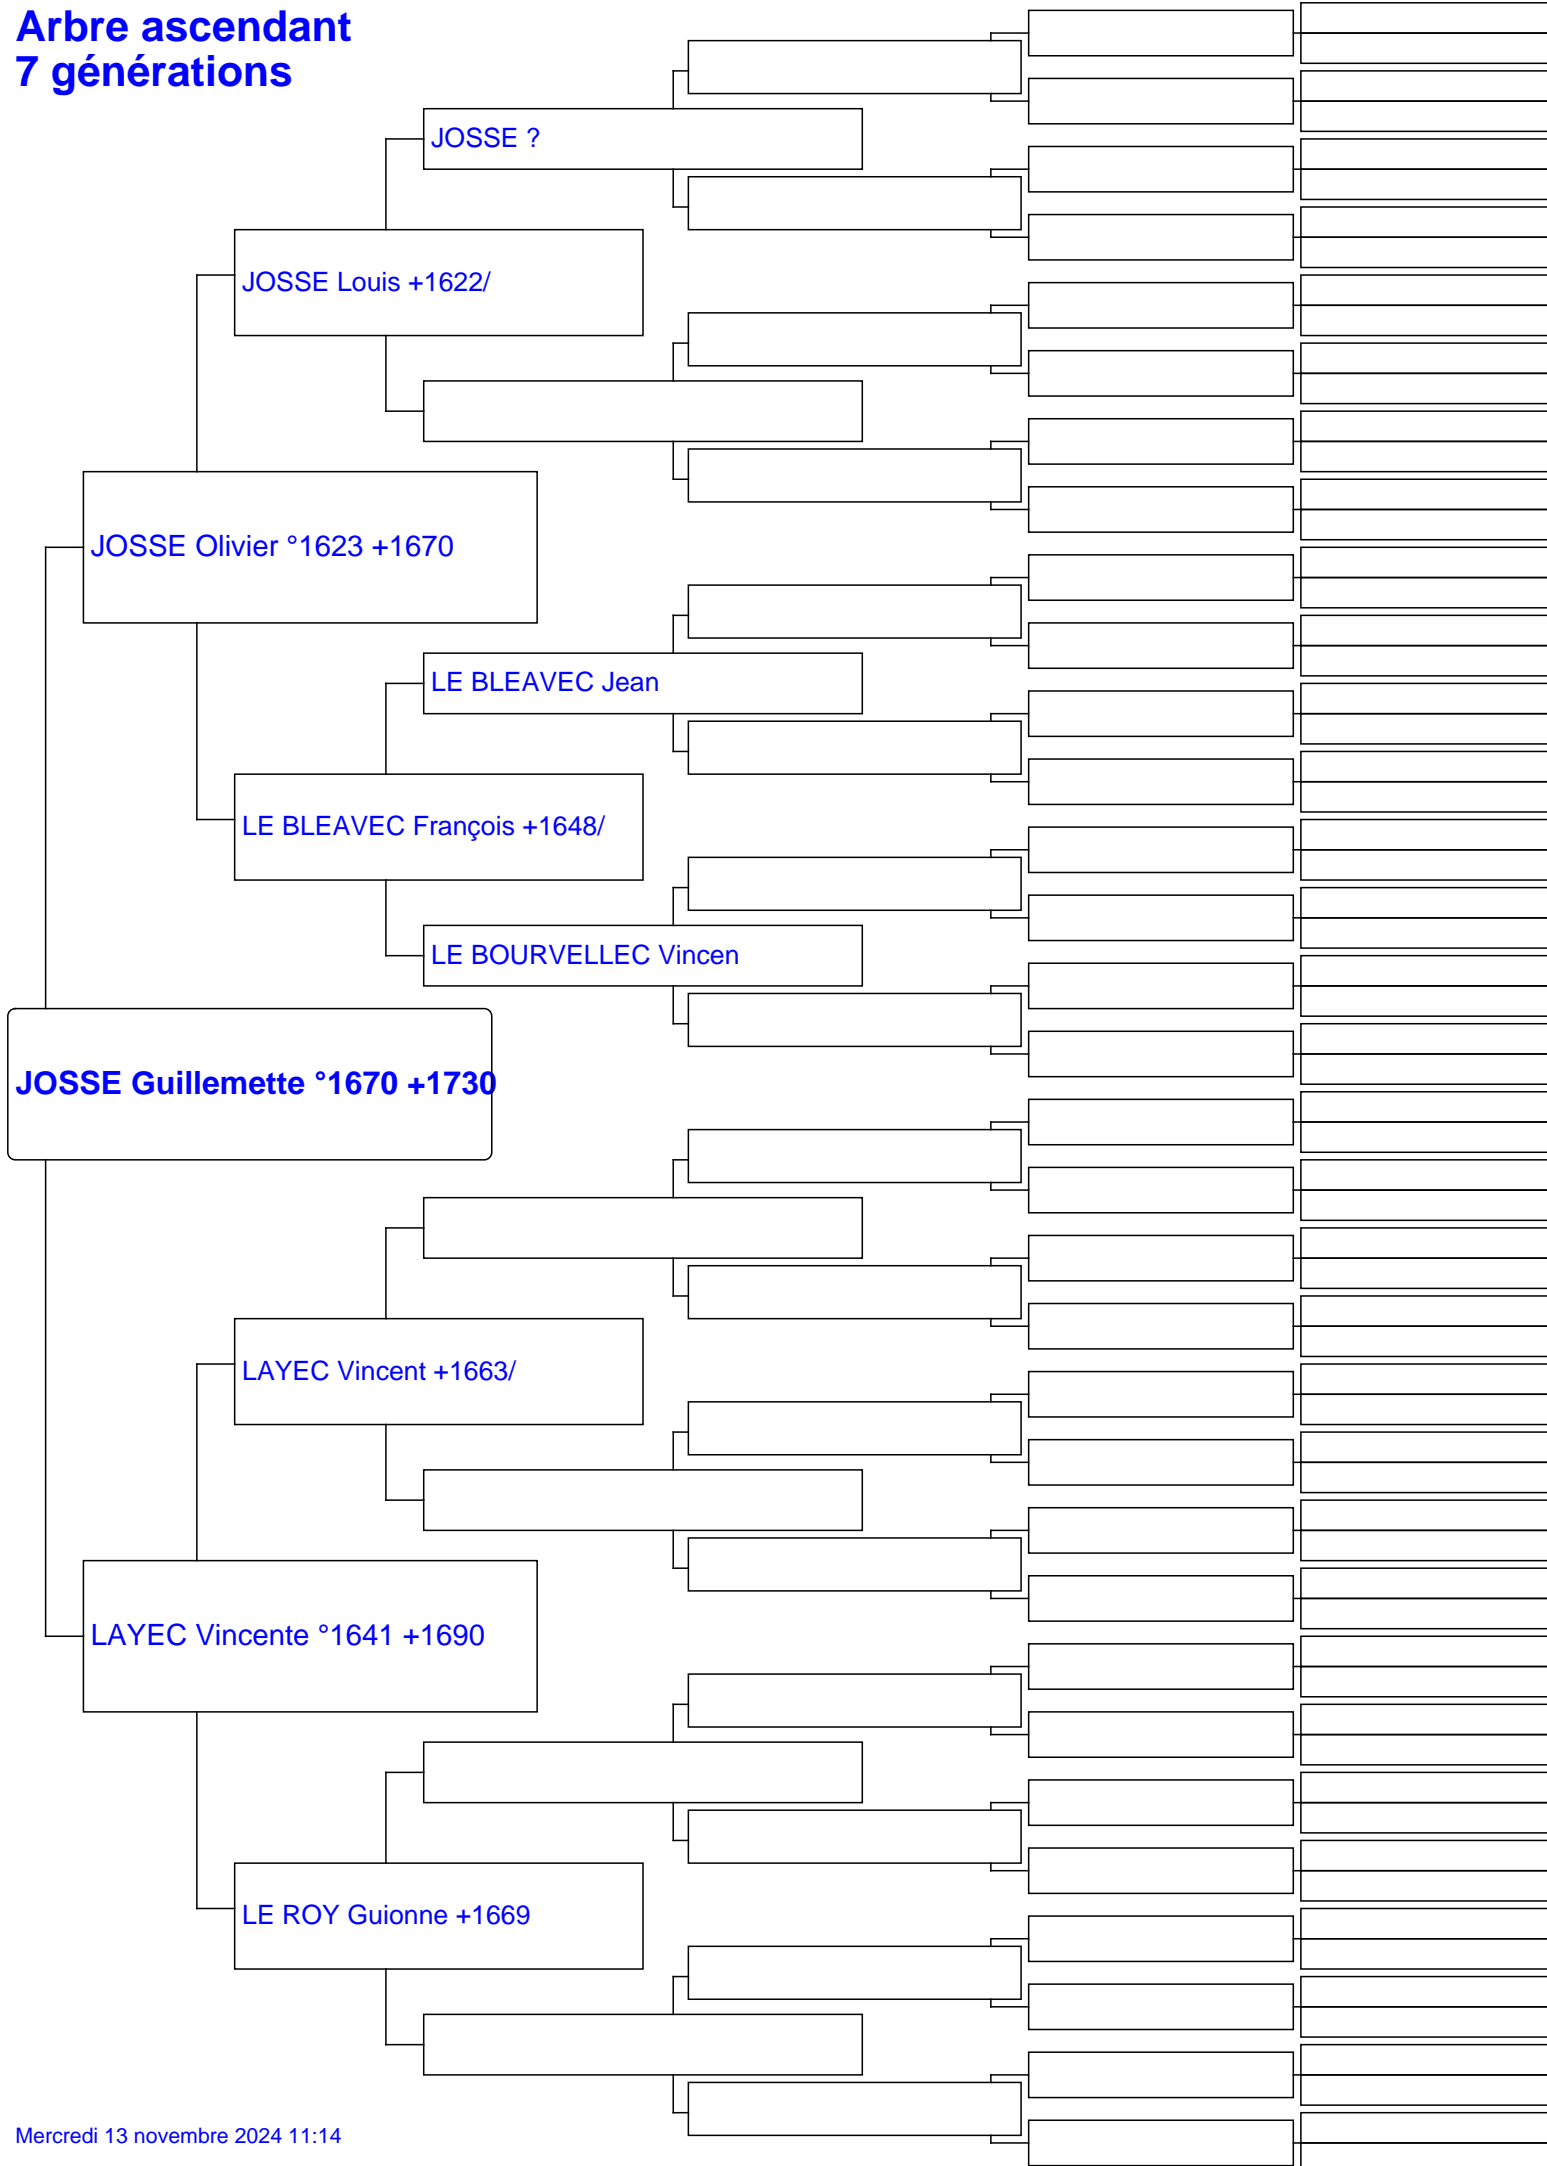 Arbre ascendant
7 générations
JOSSE ?
JOSSE Louis +1622/
JOSSE Olivier °1623 +1670
LE BLEAVEC Jean
LE BLEAVEC François +1648/
LE BOURVELLEC Vincen
JOSSE Guillemette °1670 +1730
LAYEC Vincent +1663/
LAYEC Vincente °1641 +1690
LE ROY Guionne +1669
Mercredi 13 novembre 2024 11:14